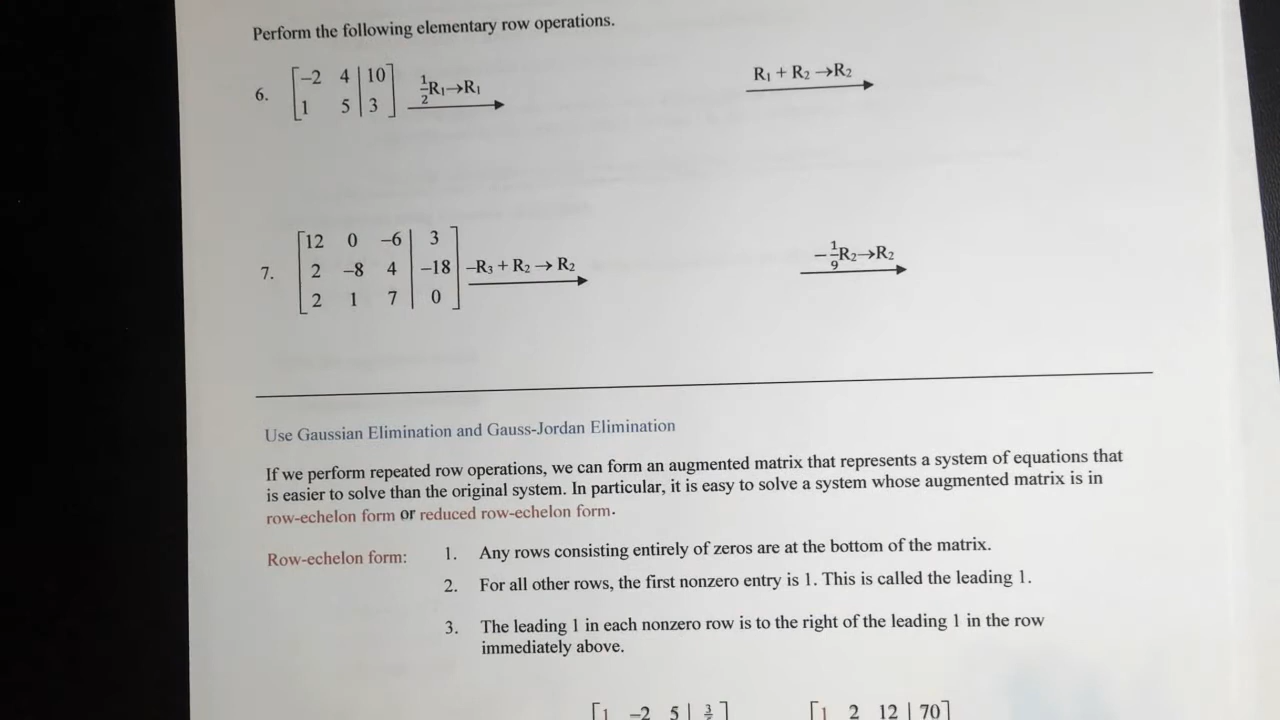 Perform the following elementary row operations.
6. [-2 4 | 10] ½R₁→R₁ R₁ + R₂ →R₂
[1 5 | 3]
7. [12 0 –6 | 3]
[2 –8 4 | –18] –R₃ + R₂ → R₂ –1/9R₂→R₂
[2 1 7 | 0]
Use Gaussian Elimination and Gauss-Jordan Elimination
If we perform repeated row operations, we can form an augmented matrix that represents a system of equations that
is easier to solve than the original system. In particular, it is easy to solve a system whose augmented matrix is in
row-echelon form or reduced row-echelon form.
Row-echelon form: 1. Any rows consisting entirely of zeros are at the bottom of the matrix.
2. For all other rows, the first nonzero entry is 1. This is called the leading 1.
3. The leading 1 in each nonzero row is to the right of the leading 1 in the row
immediately above.
[1 –2 5 | [1 2 12 | 70]